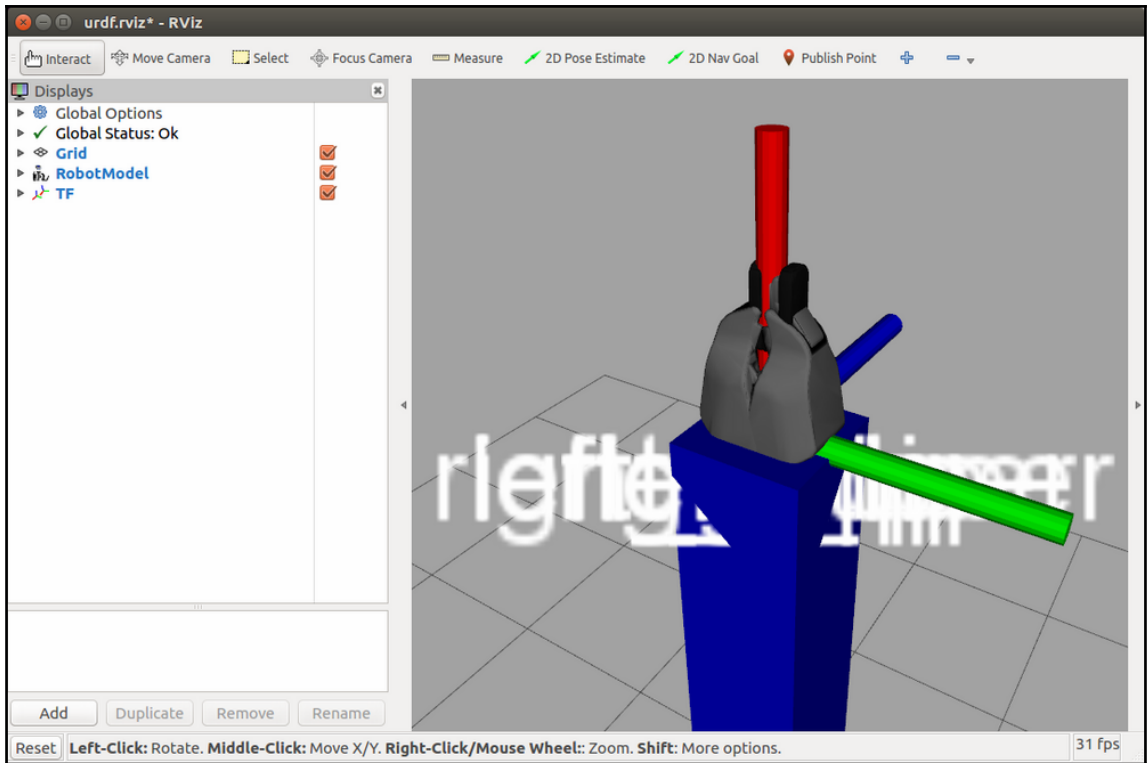 urdf.rviz* - RViz
Interact Move Camera Select Focus Camera Measure 2D Pose Estimate 2D Nav Goal Publish Point
Displays
Global Options
Global Status: Ok
Grid
RobotModel
TF
Add Duplicate Remove Rename
Reset Left-Click: Rotate. Middle-Click: Move X/Y. Right-Click/Mouse Wheel:: Zoom. Shift: More options. 31 fps